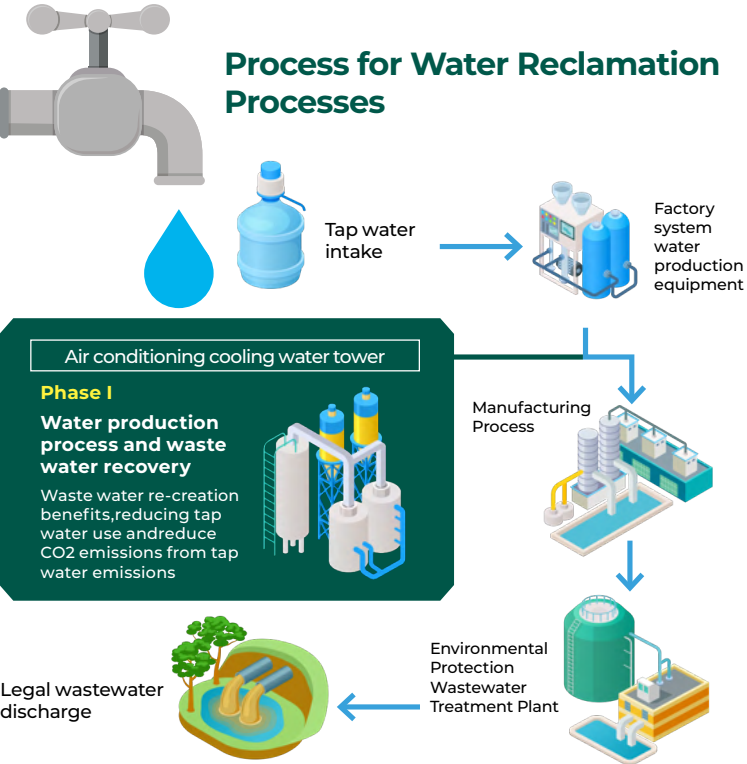 Process for Water Reclamation
Processes
Tap water
intake
Factory
system
water
production
equipment
Air conditioning cooling water tower
Phase I
Water production
process and waste
water recovery
Waste water re-creation
benefits,reducing tap
water use andreduce
CO2 emissions from tap
water emissions
Manufacturing
Process
Environmental
Protection
Wastewater
Treatment Plant
Legal wastewater
discharge